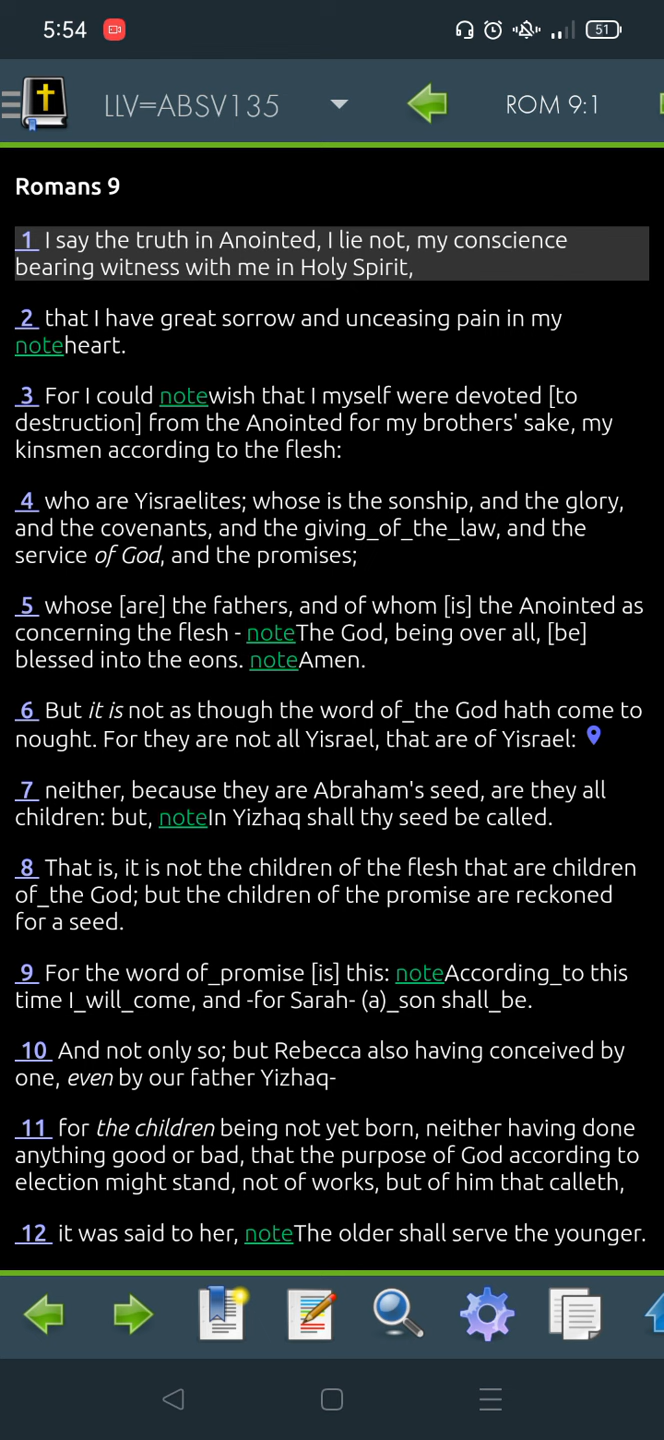 5:54
51
LLV=ABSV135
ROM 9:1
Romans 9
1 I say the truth in Anointed, I lie not, my conscience
bearing witness with me in Holy Spirit,
2 that I have great sorrow and unceasing pain in my
noteheart.
3 For I could notewish that I myself were devoted [to
destruction] from the Anointed for my brothers' sake, my
kinsmen according to the flesh:
4 who are Yisraelites; whose is the sonship, and the glory,
and the covenants, and the giving_of_the_law, and the
service of God, and the promises;
5 whose [are] the fathers, and of whom [is] the Anointed as
concerning the flesh - noteThe God, being over all, [be]
blessed into the eons. noteAmen.
6 But it is not as though the word of_the God hath come to
nought. For they are not all Yisrael, that are of Yisrael:
7 neither, because they are Abraham's seed, are they all
children: but, noteIn Yizhaq shall thy seed be called.
8 That is, it is not the children of the flesh that are children
of_the God; but the children of the promise are reckoned
for a seed.
9 For the word of_promise [is] this: noteAccording_to this
time I_will_come, and -for Sarah- (a)_son shall_be.
10 And not only so; but Rebecca also having conceived by
one, even by our father Yizhaq-
11 for the children being not yet born, neither having done
anything good or bad, that the purpose of God according to
election might stand, not of works, but of him that calleth,
12 it was said to her, noteThe older shall serve the younger.